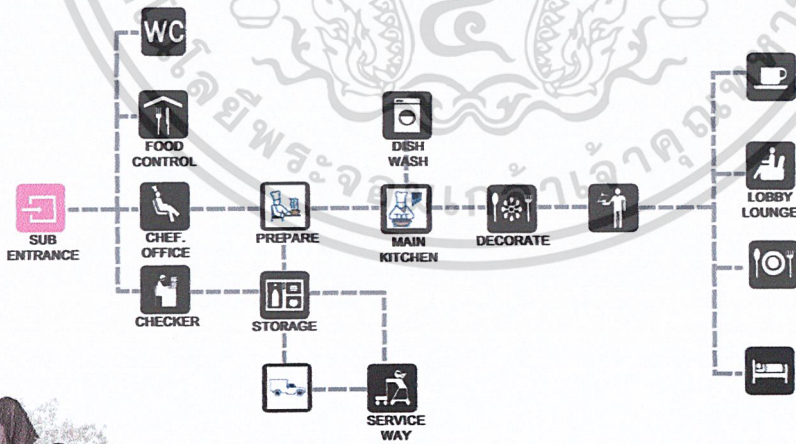 WC
FOOD
CONTROL
DISH
WASH
SUB
ENTRANCE
CHEF.
OFFICE
PREPARE
MAIN
KITCHEN
DECORATE
LOBBY
LOUNGE
CHECKER
STORAGE
SERVICE
WAY